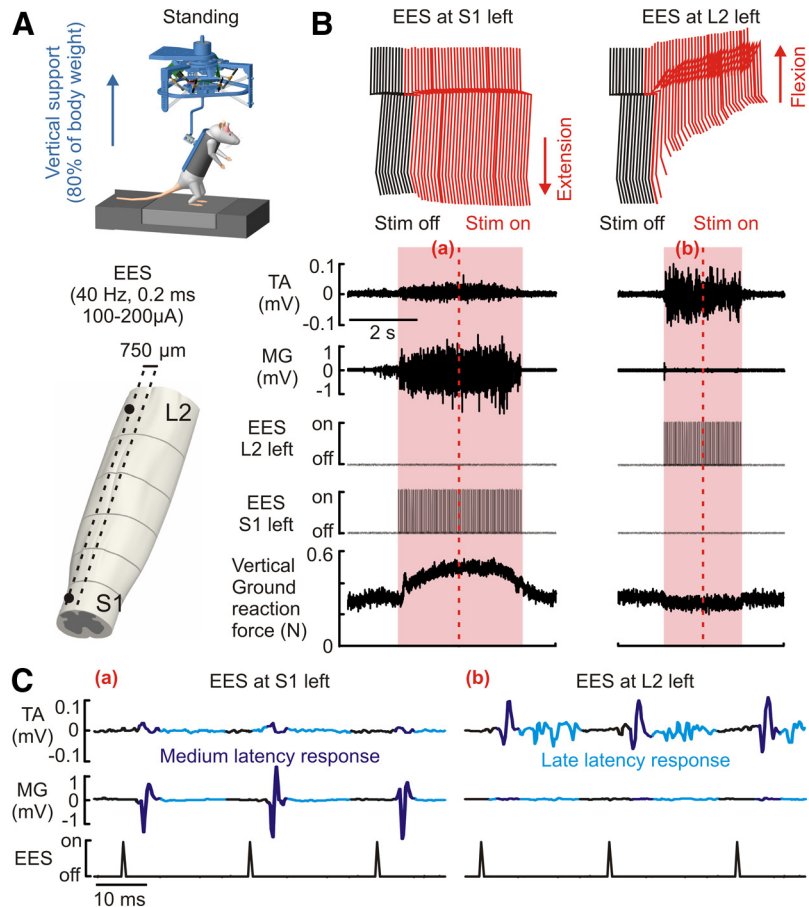 A
Standing
Vertical support
(80% of body weight)
EES
(40 Hz, 0.2 ms
100-200µA)
750 µm
L2
S1
B
EES at S1 left
EES at L2 left
Extension
Flexion
Stim off
Stim on
Stim off
Stim on
(a)
(b)
TA
(mV)
0.1
0
-0.1
2 s
MG
(mV)
1
0
-1
EES
L2 left
on
off
EES
S1 left
on
off
Vertical
Ground
reaction
force (N)
0.6
0
C
(a)
EES at S1 left
(b)
EES at L2 left
TA
(mV)
0.1
0
-0.1
Medium latency response
Late latency response
MG
(mV)
1
0
-1
EES
on
off
10 ms